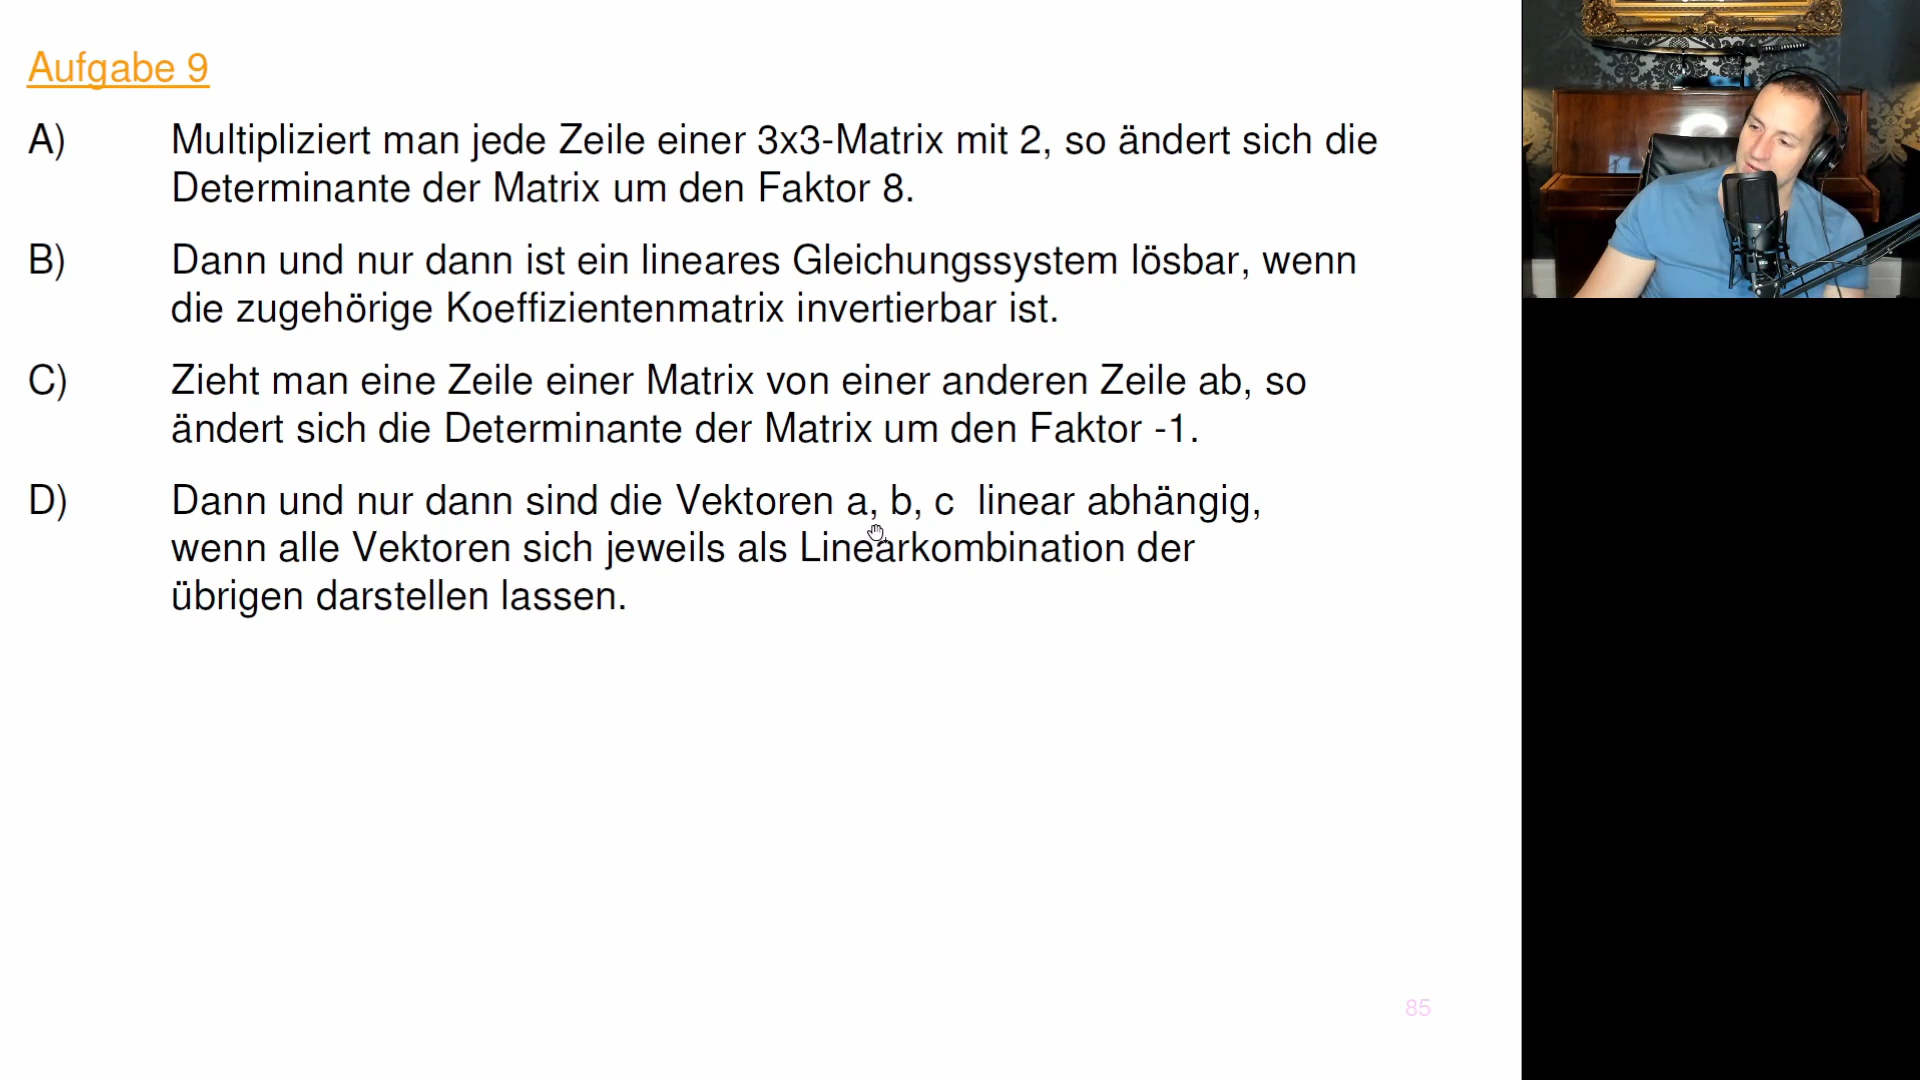 Aufgabe 9
A) Multipliziert man jede Zeile einer 3x3-Matrix mit 2, so ändert sich die
Determinante der Matrix um den Faktor 8.
B) Dann und nur dann ist ein lineares Gleichungssystem lösbar, wenn
die zugehörige Koeffizientenmatrix invertierbar ist.
C) Zieht man eine Zeile einer Matrix von einer anderen Zeile ab, so
ändert sich die Determinante der Matrix um den Faktor -1.
D) Dann und nur dann sind die Vektoren a, b, c linear abhängig,
wenn alle Vektoren sich jeweils als Linearkombination der
übrigen darstellen lassen.
85